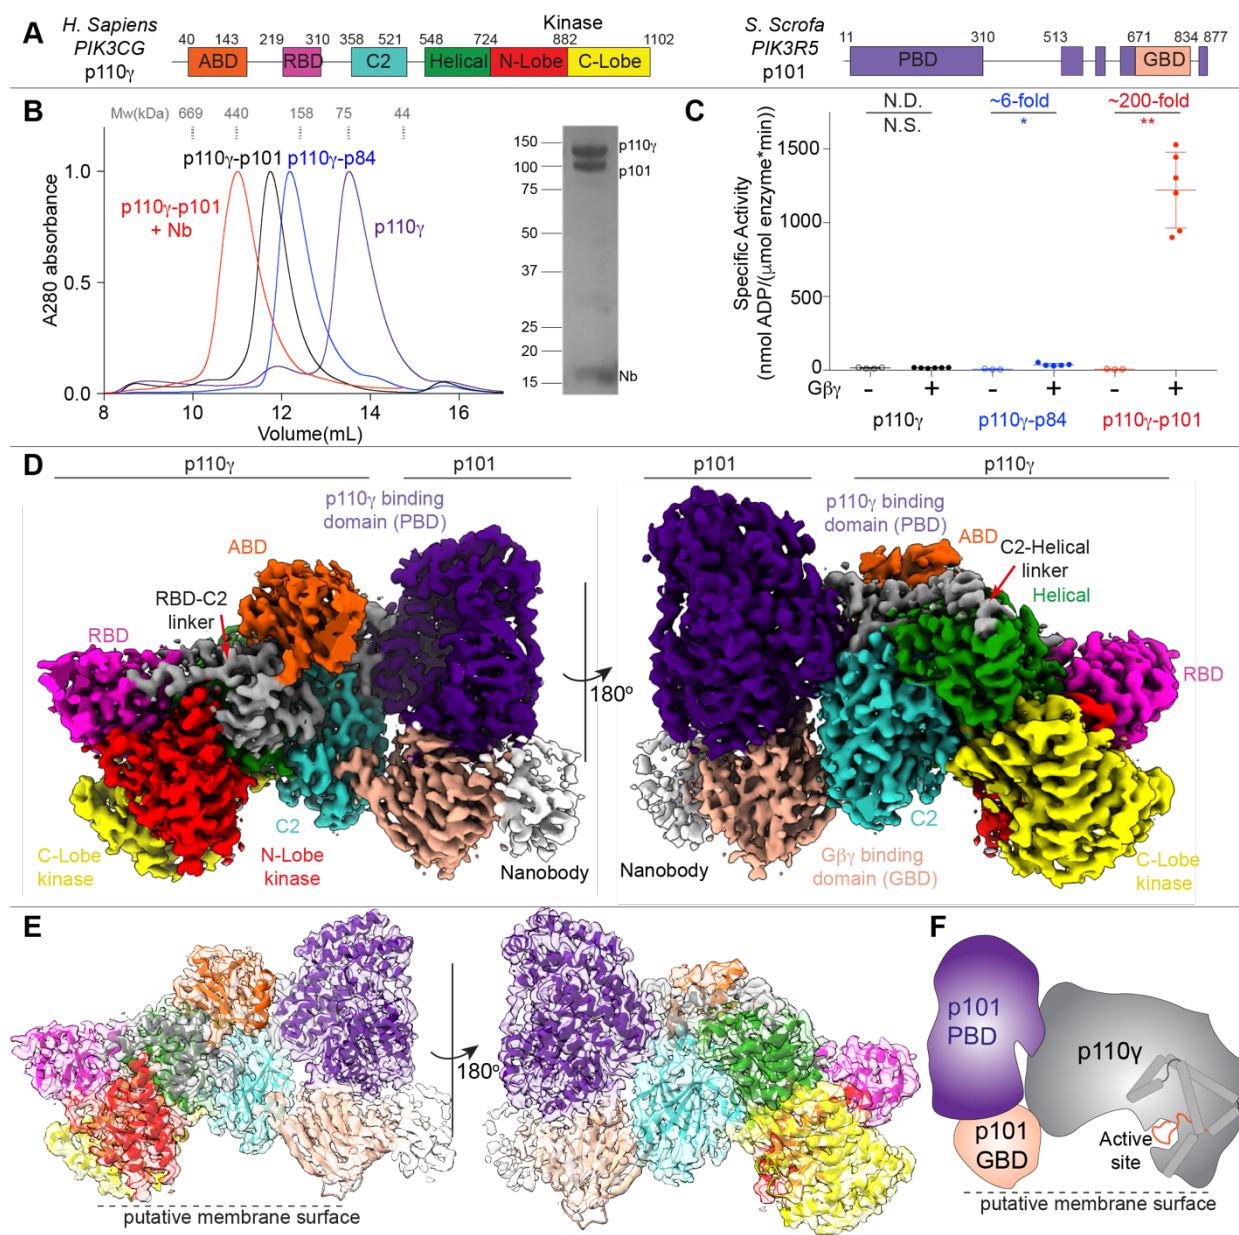 A
H. Sapiens
PIK3CG
p110γ
Kinase
40 143 219 310 358 521 548 724 882 1102
ABD RBD C2 Helical N-Lobe C-Lobe
S. Scrofa
PIK3R5
p101
11 310 513 671 834 877
PBD GBD
B
Mw(kDa) 669 440 158 75 44
p110γ-p101 p110γ-p84
p110γ-p101
+ Nb
p110γ
A280 absorbance
1.0
0.5
0.0
8 10 12 14 16
Volume(mL)
150
100
75
50
37
25
20
15
p110γ
p101
Nb
C
N.D. ~6-fold ~200-fold
N.S. * **
Specific Activity
(nmol ADP/(μmol enzyme*min))
1500
1000
500
0
Gβγ - + - + - +
p110γ p110γ-p84 p110γ-p101
D
p110γ p101
p110γ binding
domain (PBD)
ABD
RBD-C2
linker
RBD
C2
C-Lobe
kinase
N-Lobe
kinase
Nanobody
180º
p101 p110γ
p110γ binding
domain (PBD)
ABD
C2-Helical
linker
Helical
RBD
C2
Nanobody
Gβγ binding
domain (GBD)
C-Lobe
kinase
E
180º
putative membrane surface
F
p101
PBD
p110γ
p101
GBD
Active
site
putative membrane surface